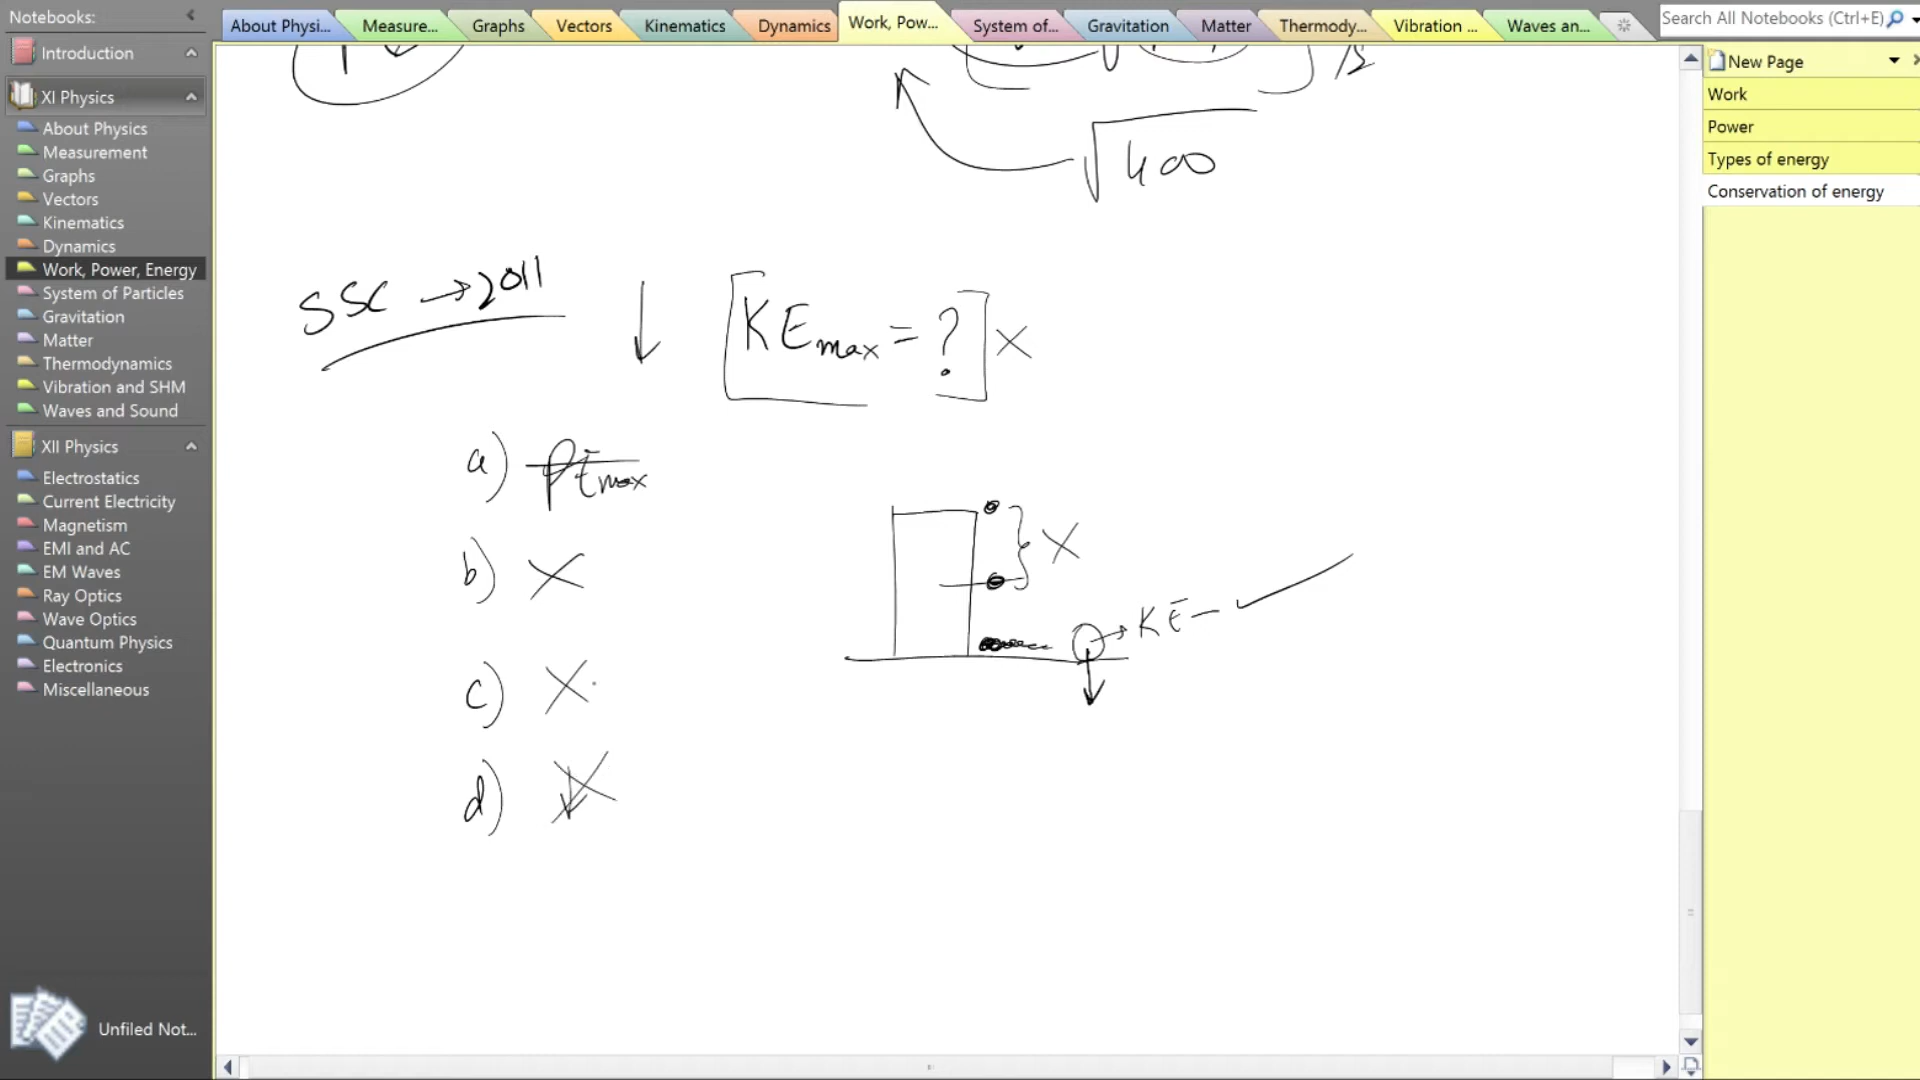 Notebooks:
Introduction
XI Physics
About Physics
Measurement
Graphs
Vectors
Kinematics
Dynamics
Work, Power, Energy
System of Particles
Gravitation
Matter
Thermodynamics
Vibration and SHM
Waves and Sound
XII Physics
Electrostatics
Current Electricity
Magnetism
EMI and AC
EM Waves
Ray Optics
Wave Optics
Quantum Physics
Electronics
Miscellaneous
Unfiled Not...
About Physi... Measure... Graphs Vectors Kinematics Dynamics Work, Pow... System of... Gravitation Matter Thermody... Vibration ... Waves an...
Search All Notebooks (Ctrl+E)
New Page
Work
Power
Types of energy
Conservation of energy
√400
SSC → 2011 ↓ [KEmax = ?] X
a) PEmax
b) X
c) X
d) X
X
→ KE – ✓